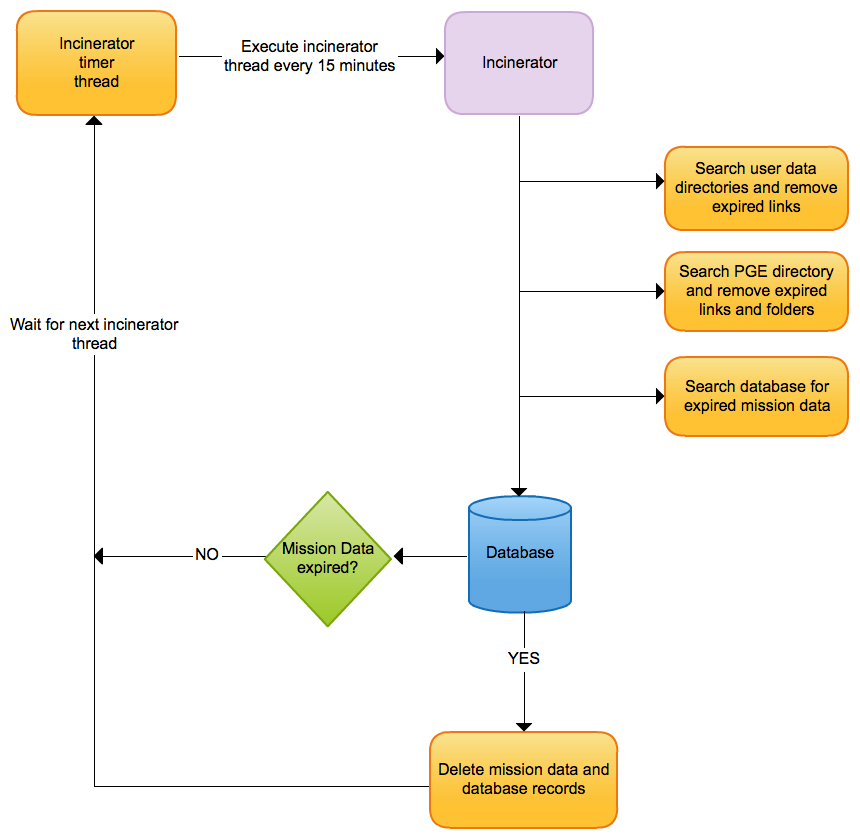 Incinerator
timer
thread
Execute incinerator
thread every 15 minutes
Incinerator
Search user data
directories and remove
expired links
Search PGE directory
and remove expired
links and folders
Wait for next incinerator
thread
Search database for
expired mission data
Database
Mission Data
expired?
NO
YES
Delete mission data and
database records